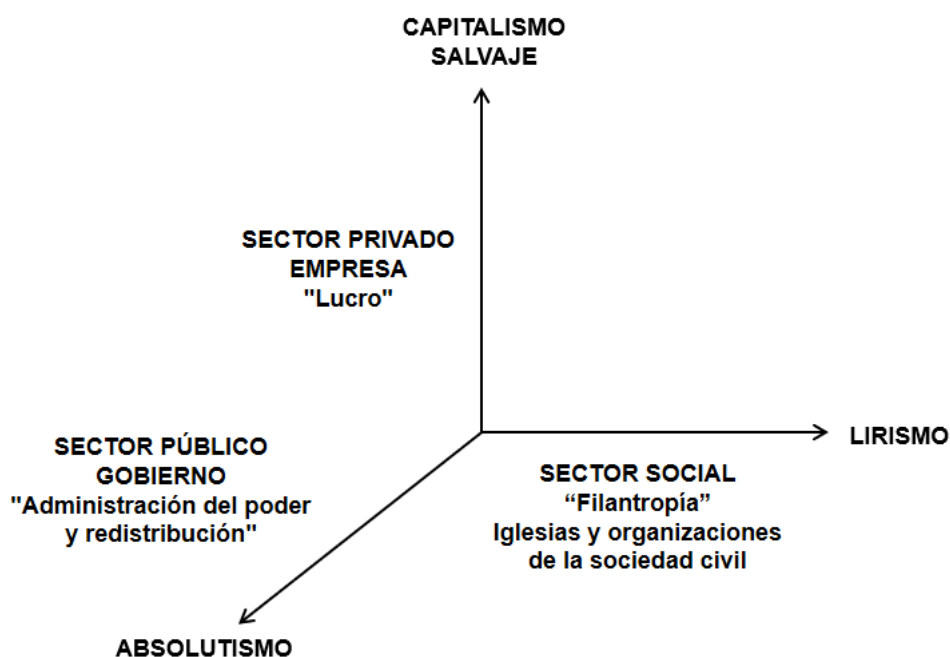 CAPITALISMO
SALVAJE
SECTOR PRIVADO
EMPRESA
"Lucro"
LIRISMO
SECTOR PÚBLICO
GOBIERNO
"Administración del poder
y redistribución"
SECTOR SOCIAL
“Filantropía”
Iglesias y organizaciones
de la sociedad civil
ABSOLUTISMO